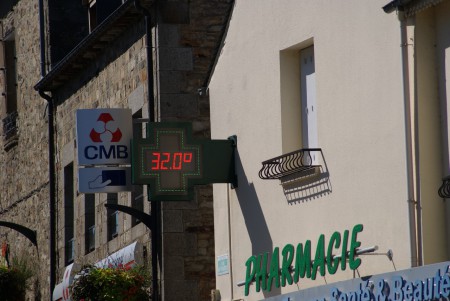 CMB
32.0°
PHARMACIE
Santé & Beauté